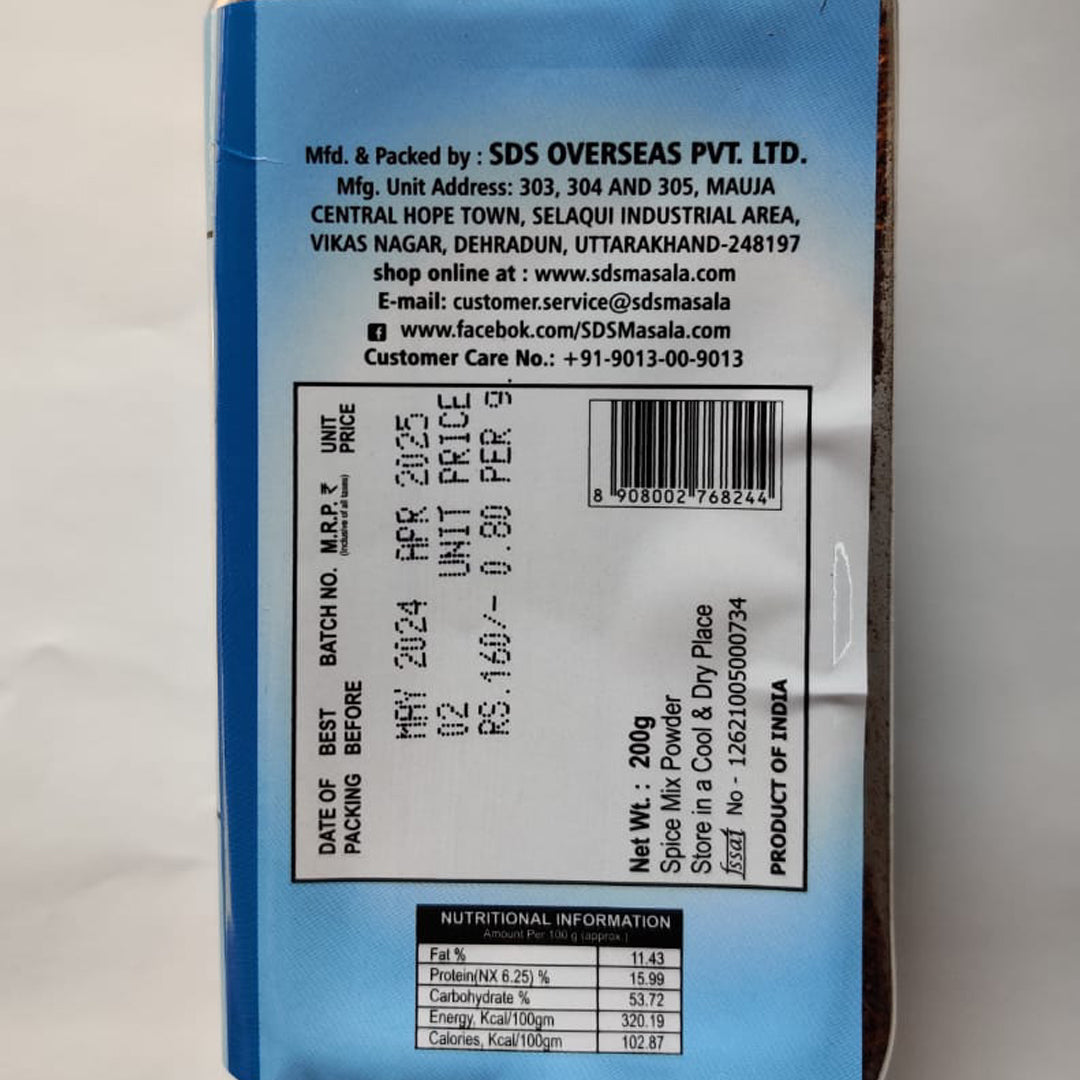 Mfd. & Packed by : SDS OVERSEAS PVT. LTD.
Mfg. Unit Address: 303, 304 AND 305, MAUJA
CENTRAL HOPE TOWN, SELAQUI INDUSTRIAL AREA,
VIKAS NAGAR, DEHRADUN, UTTARAKHAND-248197
shop online at : www.sdsmasala.com
E-mail: customer.service@sdsmasala
www.facebok.com/SDSMasala.com
Customer Care No.: +91-9013-00-9013
DATE OF PACKING
BEST BEFORE
BATCH NO.
M.R.P. ₹
(Inclusive of all taxes)
UNIT PRICE
MAY 2024 APR 2025
02 UNIT PRICE
RS.160/- 0.80 PER g.
8 908002 768244
Net Wt. : 200g
Spice Mix Powder
Store in a Cool & Dry Place
fssai No - 12621005000734
PRODUCT OF INDIA
NUTRITIONAL INFORMATION
Amount Per 100 g (approx.)
Fat % 11.43
Protein(NX 6.25) % 15.99
Carbohydrate % 53.72
Energy, Kcal/100gm 320.19
Calories, Kcal/100gm 102.87